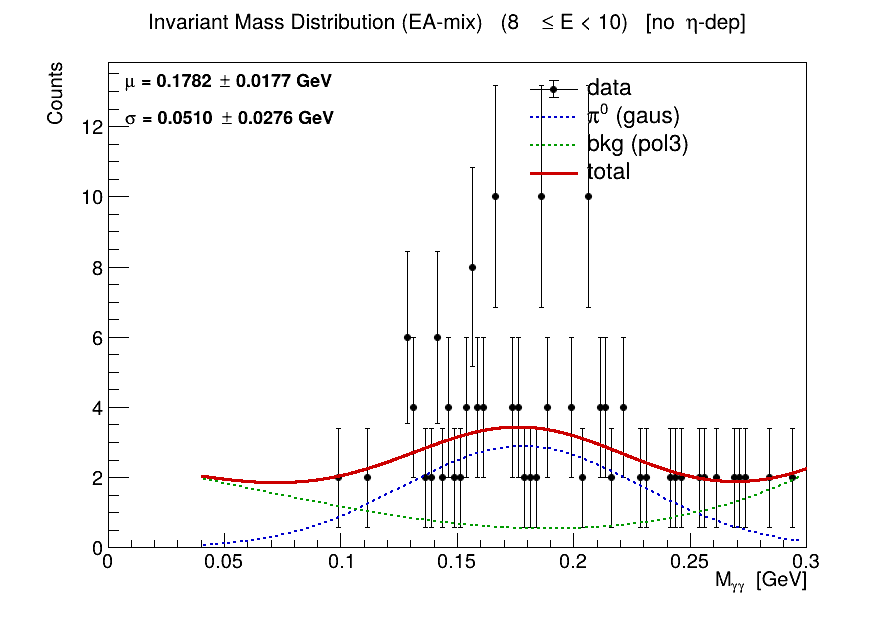 Invariant Mass Distribution (EA-mix) (8 ≤ E < 10) [no η-dep]
Counts
μ = 0.1782 ± 0.0177 GeV
σ = 0.0510 ± 0.0276 GeV
data
π⁰ (gaus)
bkg (pol3)
total
12
10
8
6
4
2
0
0 0.05 0.1 0.15 0.2 0.25 0.3
Mγγ [GeV]